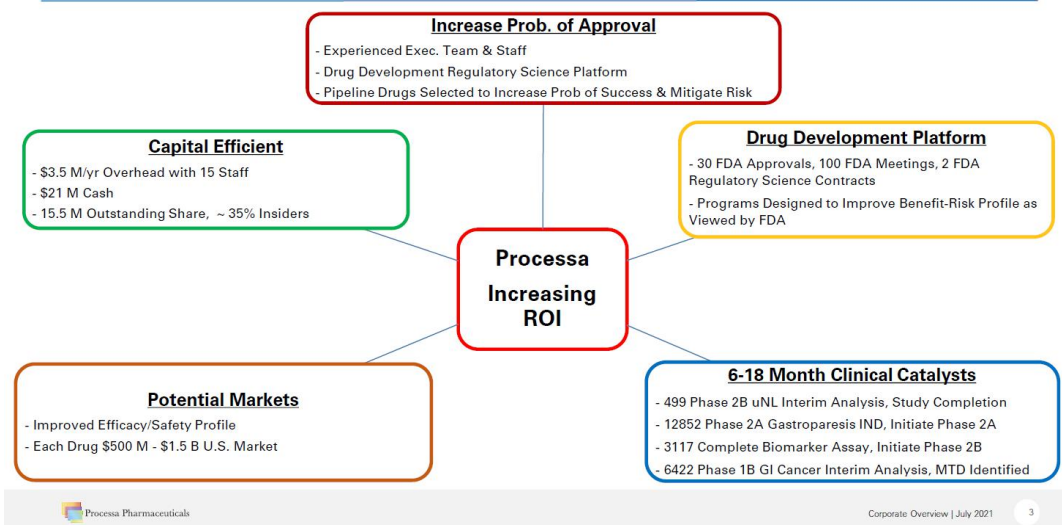 Increase Prob. of Approval
- Experienced Exec. Team & Staff
- Drug Development Regulatory Science Platform
- Pipeline Drugs Selected to Increase Prob of Success & Mitigate Risk
Capital Efficient
- $3.5 M/yr Overhead with 15 Staff
- $21 M Cash
- 15.5 M Outstanding Share, ~ 35% Insiders
Drug Development Platform
- 30 FDA Approvals, 100 FDA Meetings, 2 FDA
Regulatory Science Contracts
- Programs Designed to Improve Benefit-Risk Profile as
Viewed by FDA
Processa
Increasing
ROI
Potential Markets
- Improved Efficacy/Safety Profile
- Each Drug $500 M - $1.5 B U.S. Market
6-18 Month Clinical Catalysts
- 499 Phase 2B uNL Interim Analysis, Study Completion
- 12852 Phase 2A Gastroparesis IND, Initiate Phase 2A
- 3117 Complete Biomarker Assay, Initiate Phase 2B
- 6422 Phase 1B GI Cancer Interim Analysis, MTD Identified
Processa Pharmaceuticals
Corporate Overview | July 2021
3